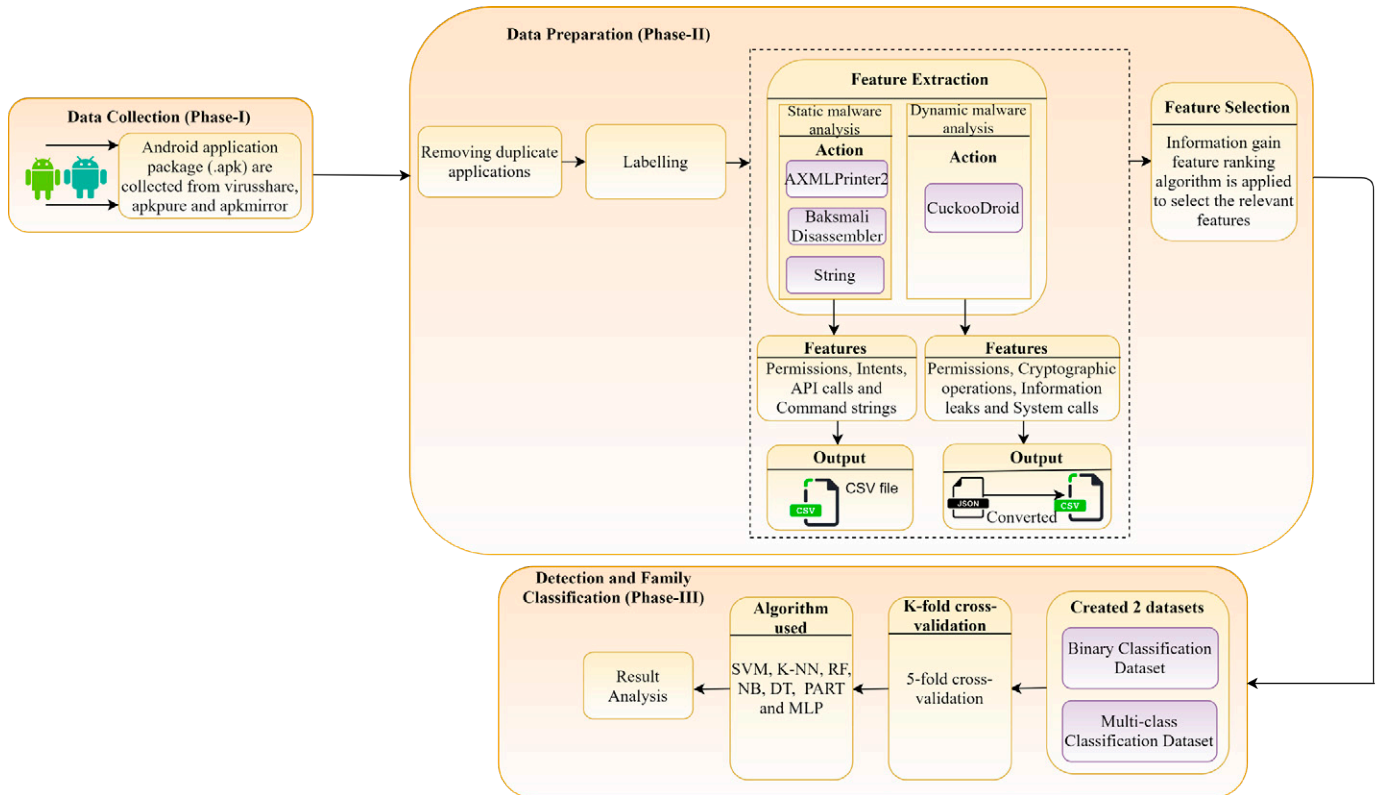 Data Collection (Phase-I)
Android application
package (.apk) are
collected from virusshare,
apkpure and apkmirror
Data Preparation (Phase-II)
Removing duplicate
applications
Labelling
Feature Extraction
Static malware
analysis
Action
AXMLPrinter2
Baksmali
Disassembler
String
Dynamic malware
analysis
Action
CuckooDroid
Features
Permissions, Intents,
API calls and
Command strings
Features
Permissions, Cryptographic
operations, Information
leaks and System calls
Output
CSV file
CSV
Output
JSON
Converted
CSV
Feature Selection
Information gain
feature ranking
algorithm is applied
to select the relevant
features
Detection and Family
Classification (Phase-III)
Created 2 datasets
Binary Classification
Dataset
Multi-class
Classification Dataset
K-fold cross-
validation
5-fold cross-
validation
Algorithm
used
SVM, K-NN, RF,
NB, DT, PART
and MLP
Result
Analysis